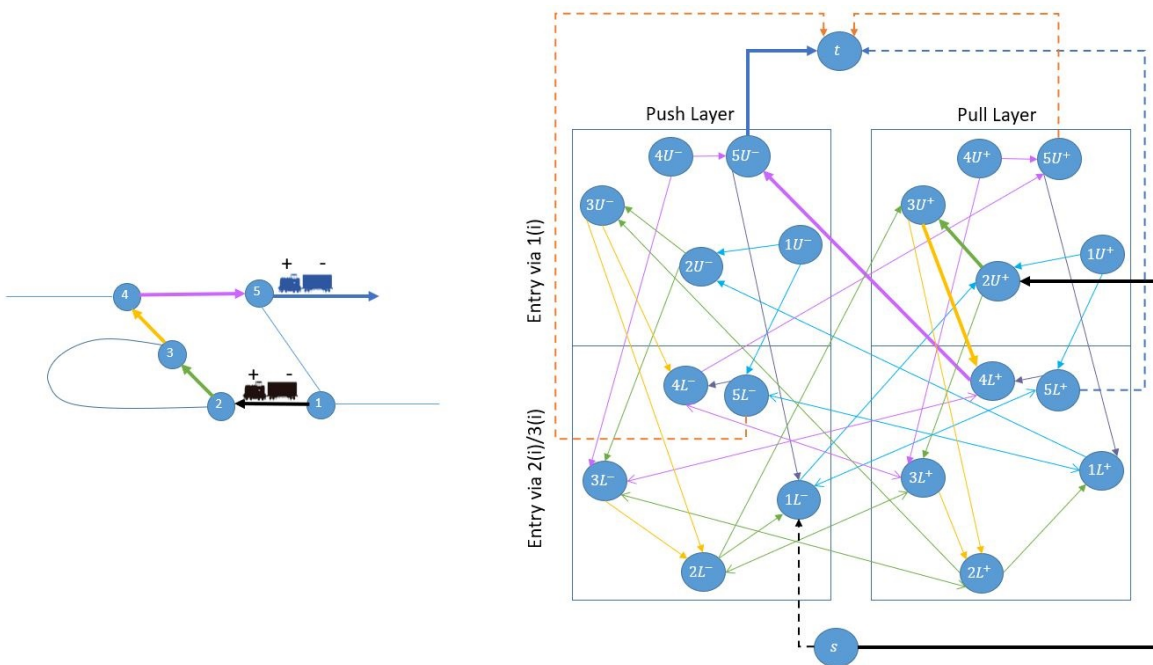 t
Push Layer
Pull Layer
4U⁻
5U⁻
4U⁺
5U⁺
3U⁻
3U⁺
1U⁻
1U⁺
2U⁻
2U⁺
Entry via 1(i)
+ -
4
5
3
+ -
2
1
4L⁻
5L⁻
4L⁺
5L⁺
Entry via 2(i)/3(i)
3L⁻
1L⁻
3L⁺
1L⁺
2L⁻
2L⁺
s